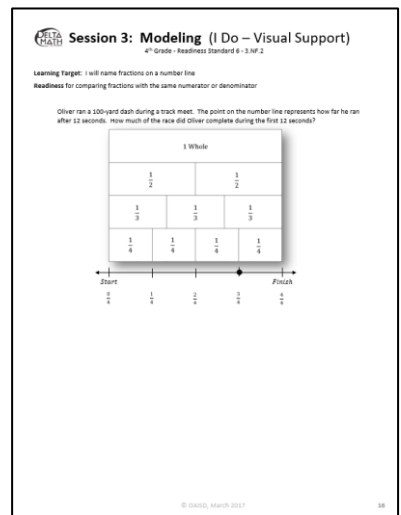 DELTA MATH
Session 3: Modeling (I Do – Visual Support)
4th Grade - Readiness Standard 6 - 3.NF.2
Learning Target: I will name fractions on a number line
Readiness for comparing fractions with the same numerator or denominator
Oliver ran a 100-yard dash during a track meet. The point on the number line represents how far he ran
after 12 seconds. How much of the race did Oliver complete during the first 12 seconds?
1 Whole
1/2 1/2
1/3 1/3 1/3
1/4 1/4 1/4 1/4
Start Finish
0/4 1/4 2/4 3/4 4/4
© OAISD, March 2017 16